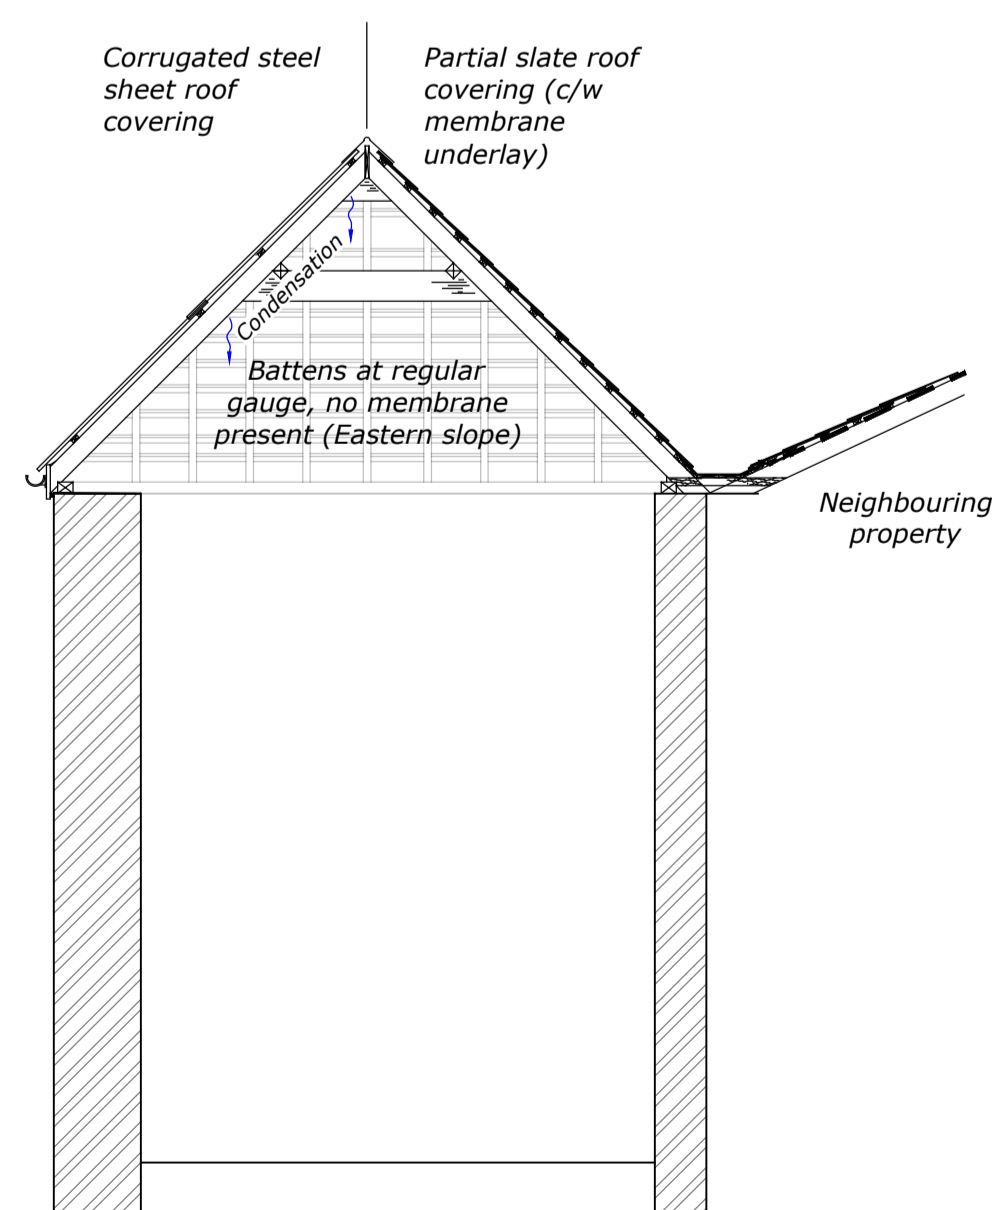 Corrugated steel
sheet roof
covering
Partial slate roof
covering (c/w
membrane
underlay)
Condensation
Battens at regular
gauge, no membrane
present (Eastern slope)
Neighbouring
property